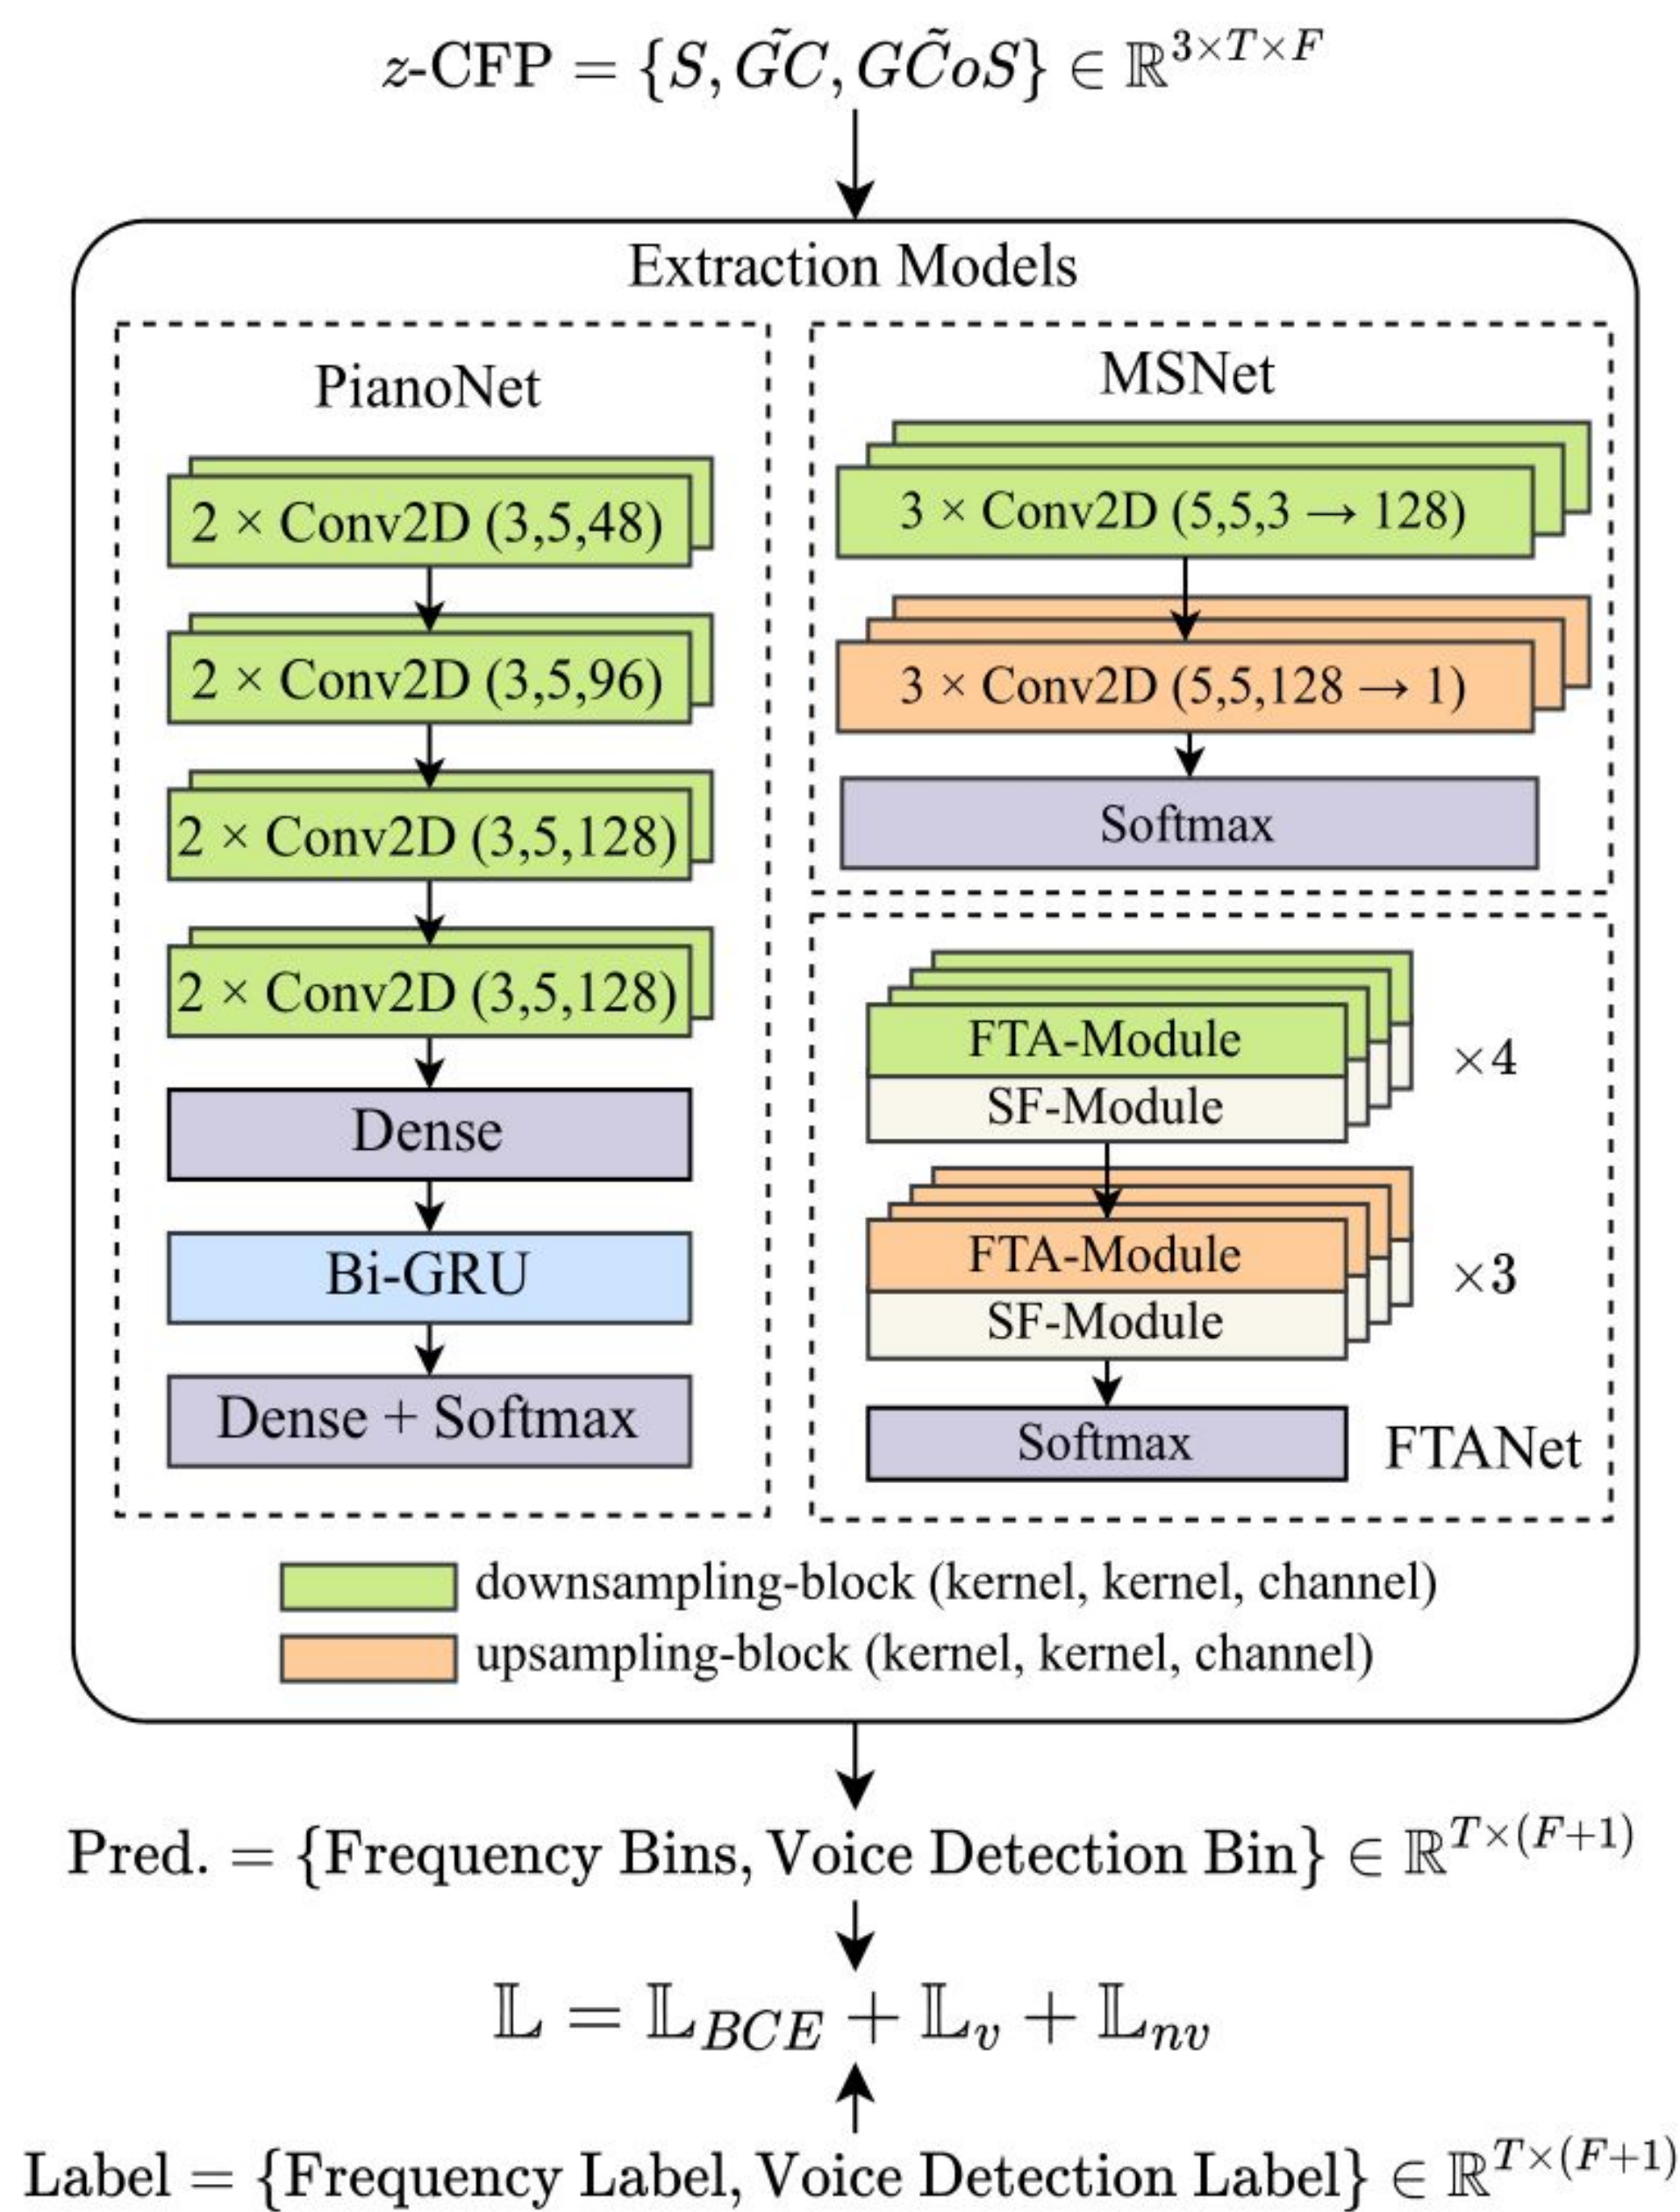 z-CFP = {S, G̃C, GC̃oS} ∈ ℝ^{3×T×F}
Extraction Models
PianoNet
2 × Conv2D (3,5,48)
2 × Conv2D (3,5,96)
2 × Conv2D (3,5,128)
2 × Conv2D (3,5,128)
Dense
Bi-GRU
Dense + Softmax
MSNet
3 × Conv2D (5,5,3 → 128)
3 × Conv2D (5,5,128 → 1)
Softmax
FTA-Module
SF-Module
×4
FTA-Module
SF-Module
×3
Softmax
FTANet
downsampling-block (kernel, kernel, channel)
upsampling-block (kernel, kernel, channel)
Pred. = {Frequency Bins, Voice Detection Bin} ∈ ℝ^{T×(F+1)}
𝕃 = 𝕃_{BCE} + 𝕃_v + 𝕃_{nv}
Label = {Frequency Label, Voice Detection Label} ∈ ℝ^{T×(F+1)}